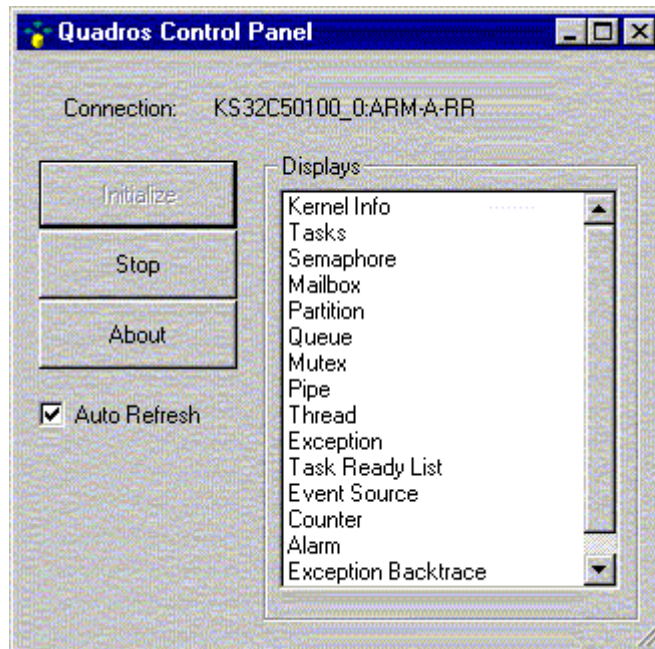 Quadros Control Panel
Connection: KS32C50100_0:ARM-A-RR
Initialize
Stop
About
Auto Refresh
Displays
Kernel Info
Tasks
Semaphore
Mailbox
Partition
Queue
Mutex
Pipe
Thread
Exception
Task Ready List
Event Source
Counter
Alarm
Exception Backtrace